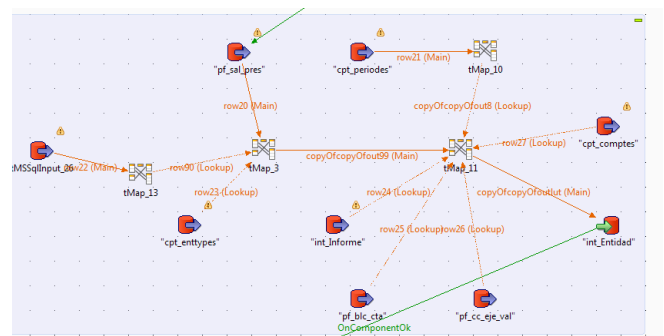 row21 (Main)
"pf_sal_pres"
"cpt_periodes"
tMap_10
row20 (Main)
copyOfcopyOfout8 (Lookup)
row27 (Lookup)
"cpt_comptes"
copyOfcopyOfout99 (Main)
tMSSqlInput_26
row22 (Main)
row90 (Lookup)
tMap_3
tMap_11
tMap_13
row23 (Lookup)
row24 (Lookup)
copyOfcopyOfoutlut (Main)
row25 (Lookup)
row26 (Lookup)
"cpt_enttypes"
"int_Informe"
"int_Entidad"
"pf_blc_cta"
"pf_cc_eje_val"
OnComponentOk